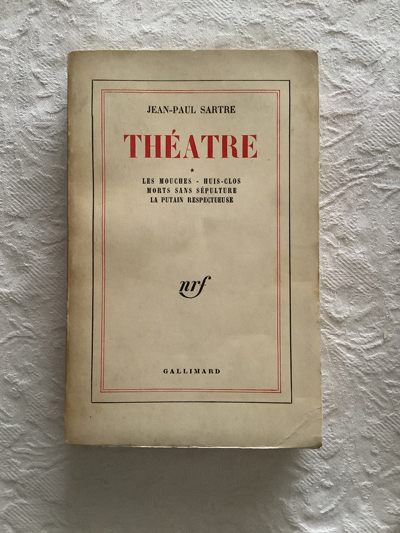 JEAN-PAUL SARTRE
THÉATRE
*
LES MOUCHES - HUIS-CLOS
MORTS SANS SÉPULTURE
LA PUTAIN RESPECTUEUSE
nrf
GALLIMARD